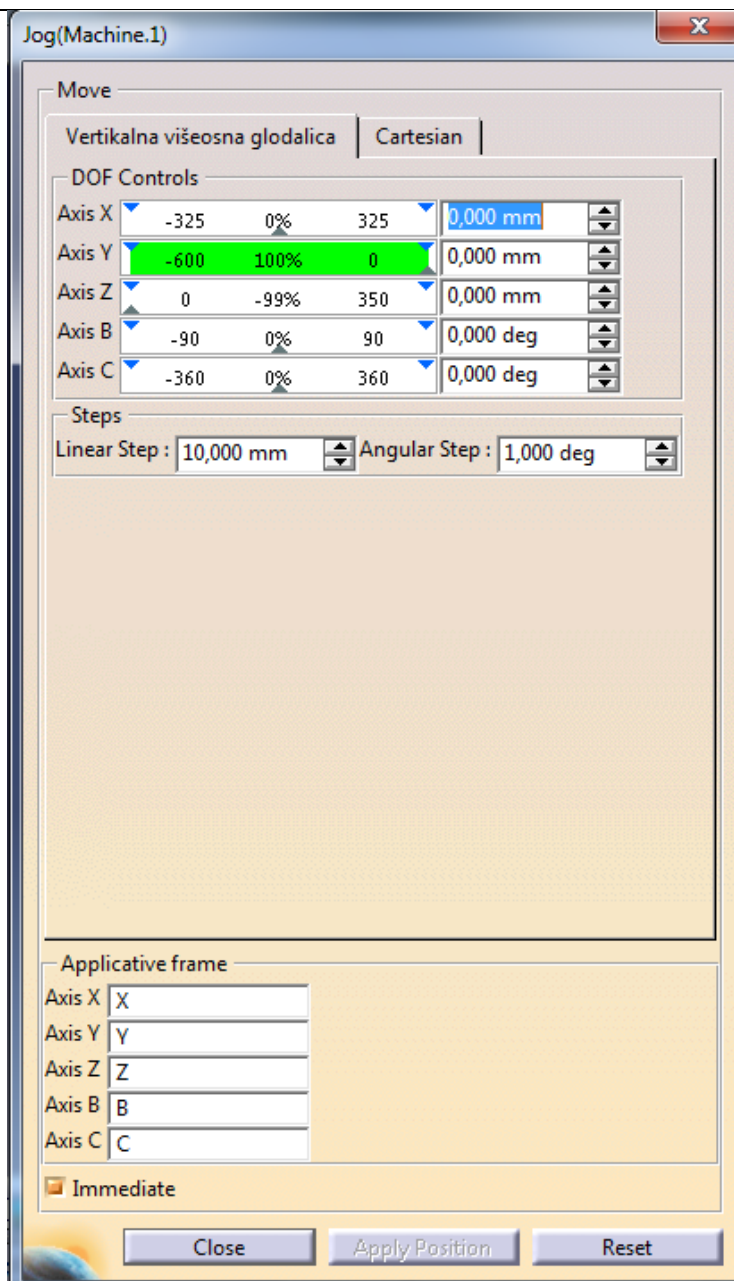 Jog(Machine.1)
X
Move
Vertikalna višeosna glodalica Cartesian
DOF Controls
Axis X -325 0% 325 0,000 mm
Axis Y -600 100% 0 0,000 mm
Axis Z 0 -99% 350 0,000 mm
Axis B -90 0% 90 0,000 deg
Axis C -360 0% 360 0,000 deg
Steps
Linear Step : 10,000 mm Angular Step : 1,000 deg
Applicative frame
Axis X X
Axis Y Y
Axis Z Z
Axis B B
Axis C C
Immediate
Close Apply Position Reset